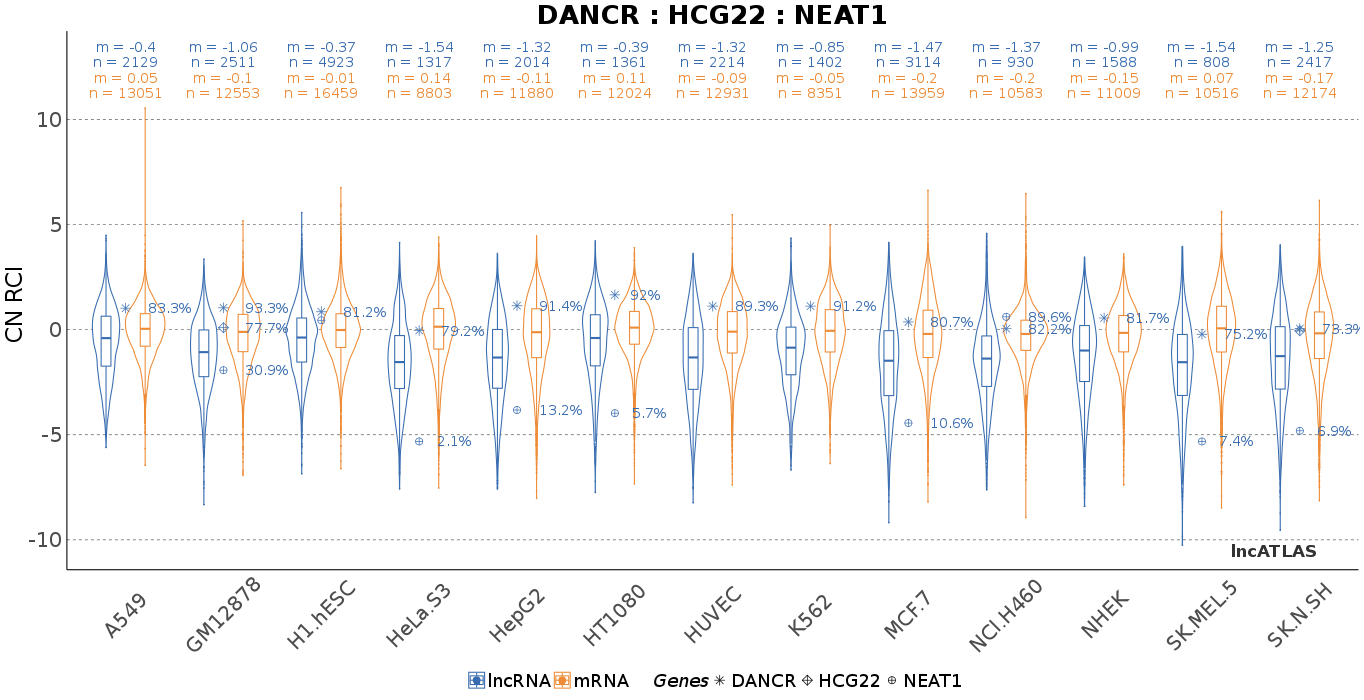 DANCR : HCG22 : NEAT1
m = -0.4 m = -1.06 m = -0.37 m = -1.54 m = -1.32 m = -0.39 m = -1.32 m = -0.85 m = -1.47 m = -1.37 m = -0.99 m = -1.54 m = -1.25
n = 2129 n = 2511 n = 4923 n = 1317 n = 2014 n = 1361 n = 2214 n = 1402 n = 3114 n = 930 n = 1588 n = 808 n = 2417
m = 0.05 m = -0.1 m = -0.01 m = 0.14 m = -0.11 m = 0.11 m = -0.09 m = -0.05 m = -0.2 m = -0.2 m = -0.15 m = 0.07 m = -0.17
n = 13051 n = 12553 n = 16459 n = 8803 n = 11880 n = 12024 n = 12931 n = 8351 n = 13959 n = 10583 n = 11009 n = 10516 n = 12174
10
5
92%
83.3% 93.3% 81.2% 91.4% 89.3% 91.2%
89.6% 81.7%
80.7%
0 77.7% 79.2% 82.2% 75.2% 73.3%
30.9%
13.2% 5.7%
10.6%
-5 2.1% 7.4% 6.9%
-10
CN RCI
lncATLAS
A549 GM12878 H1.hESC HeLa.S3 HepG2 HT1080 HUVEC K562 MCF.7 NCI.H460 NHEK SK.MEL.5 SK.N.SH
lncRNA mRNA Genes DANCR HCG22 NEAT1